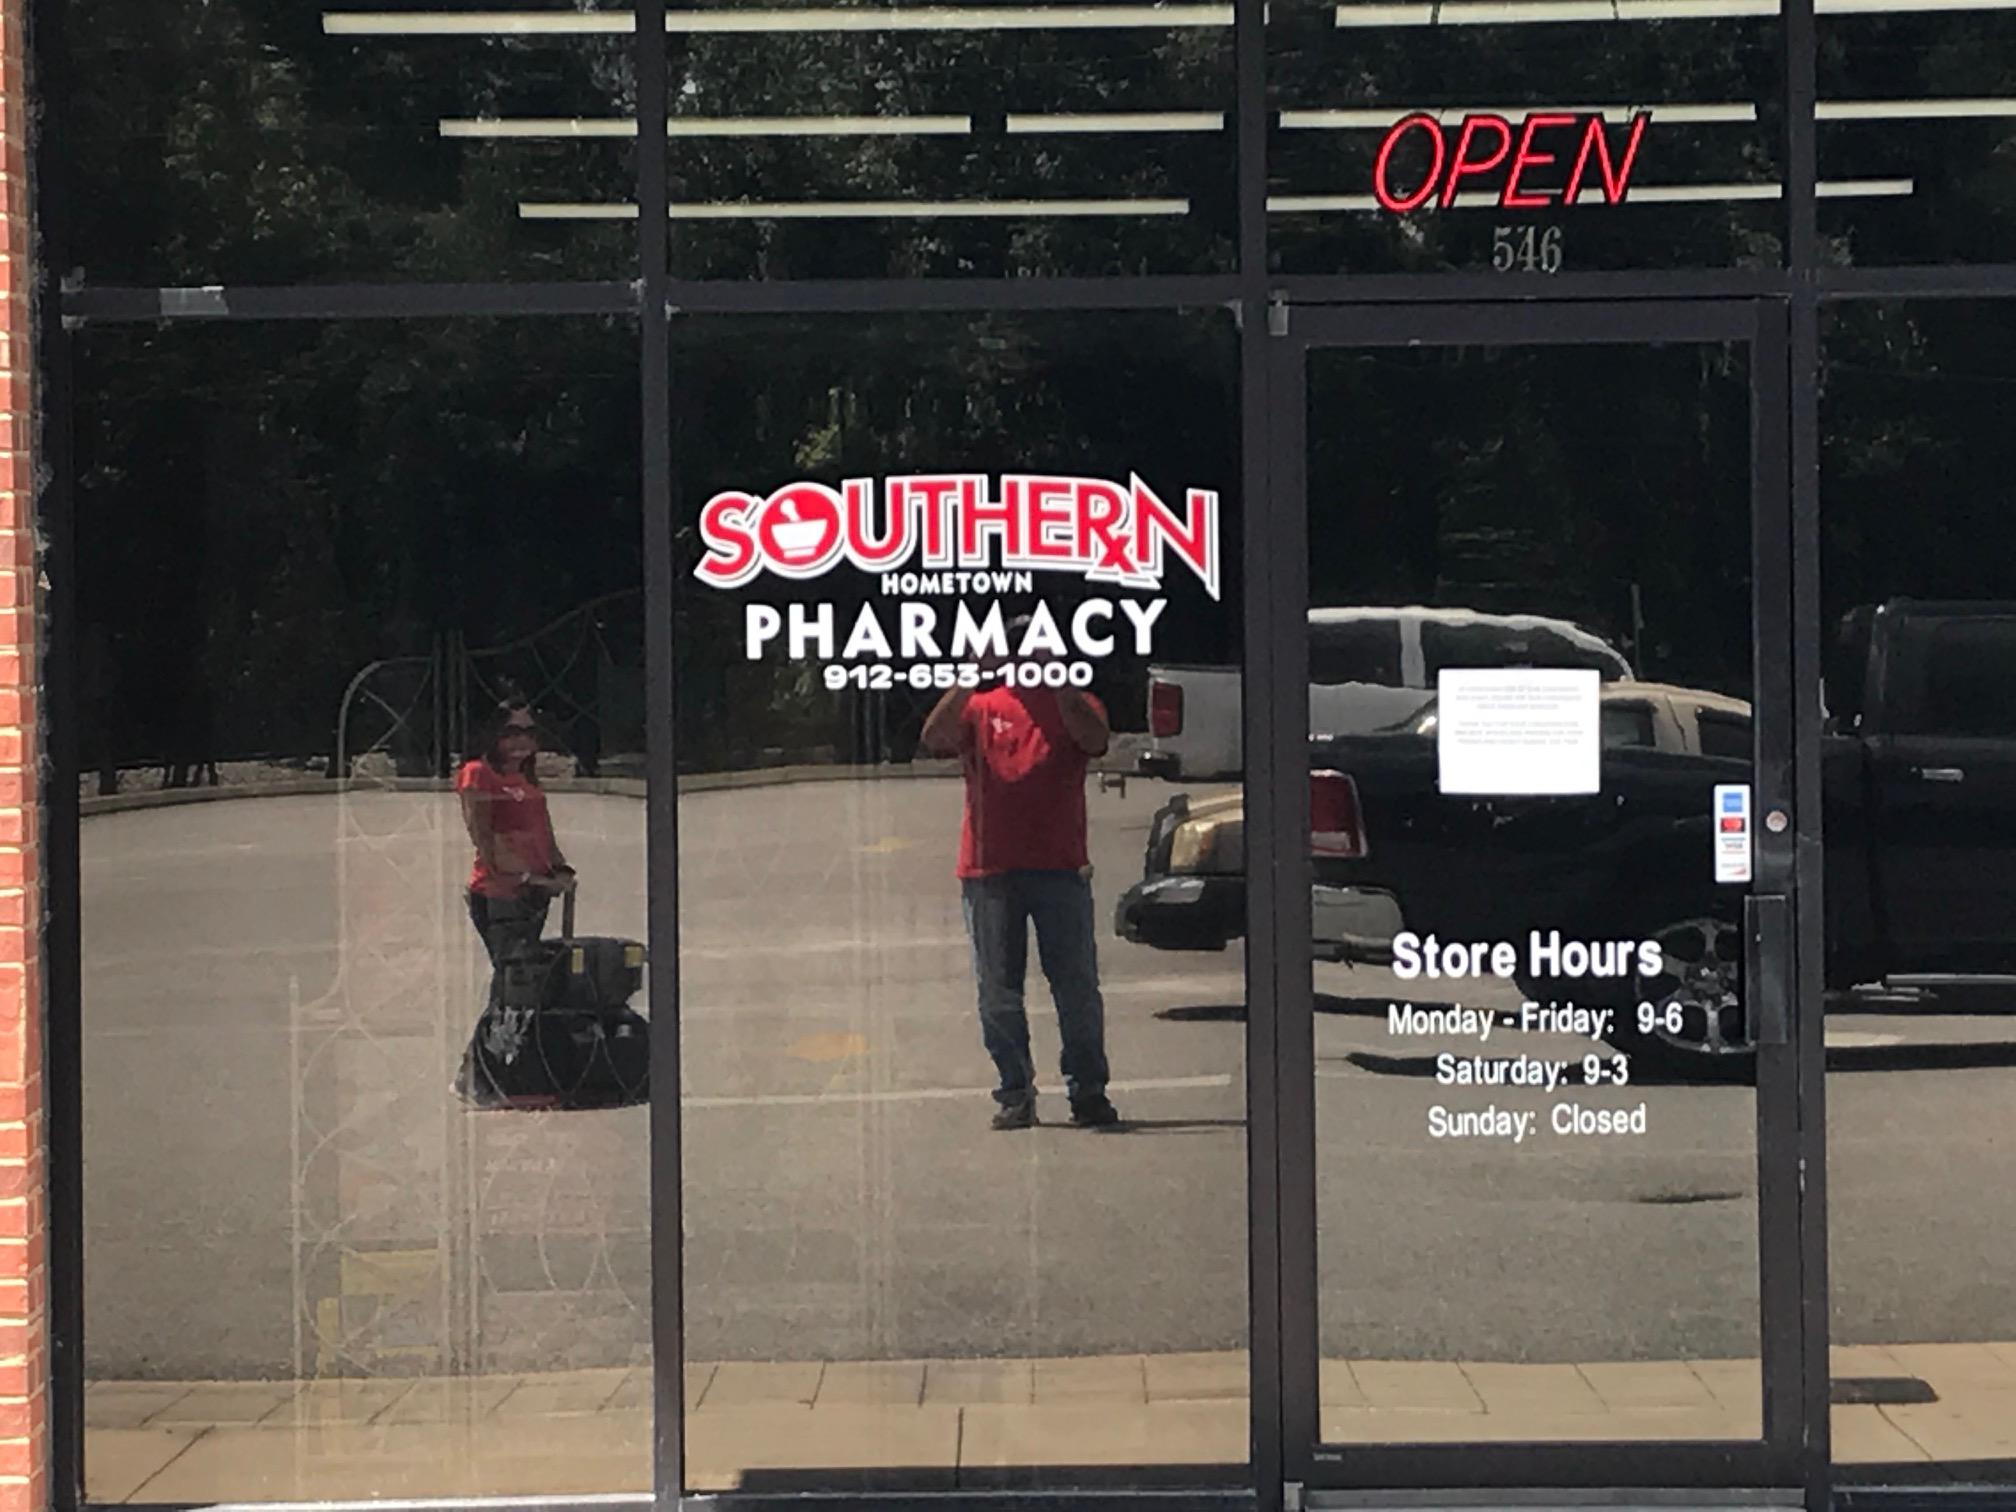 OPEN
546
SOUTHERN
HOMETOWN
PHARMACY
912-653-1000
Store Hours
Monday - Friday: 9-6
Saturday: 9-3
Sunday: Closed